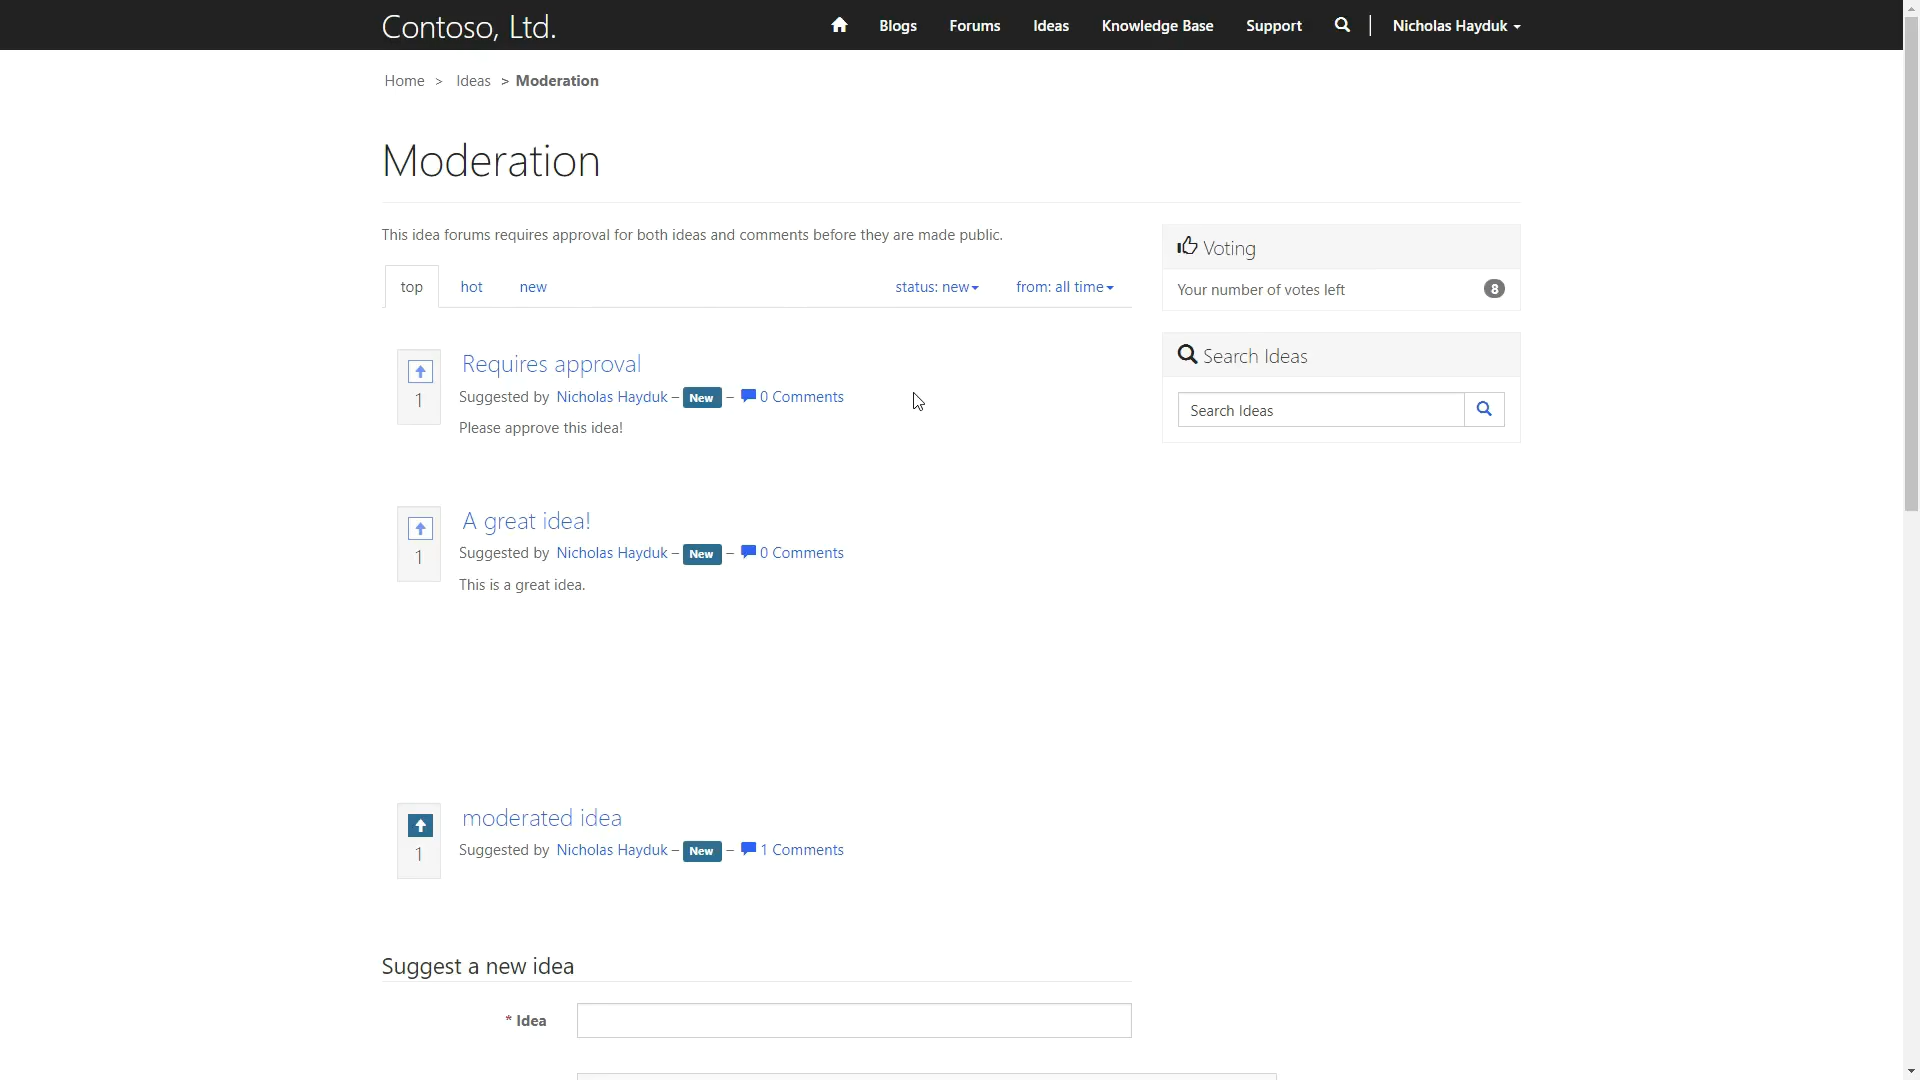 Contoso, Ltd.
Blogs Forums Ideas Knowledge Base Support Nicholas Hayduk
Home > Ideas > Moderation
Moderation
This idea forums requires approval for both ideas and comments before they are made public.
top hot new status: new from: all time
Voting
Your number of votes left 8
Search Ideas
Search Ideas
Requires approval
1
Suggested by Nicholas Hayduk – New – 0 Comments
Please approve this idea!
A great idea!
1
Suggested by Nicholas Hayduk – New – 0 Comments
This is a great idea.
moderated idea
1
Suggested by Nicholas Hayduk – New – 1 Comments
Suggest a new idea
* Idea